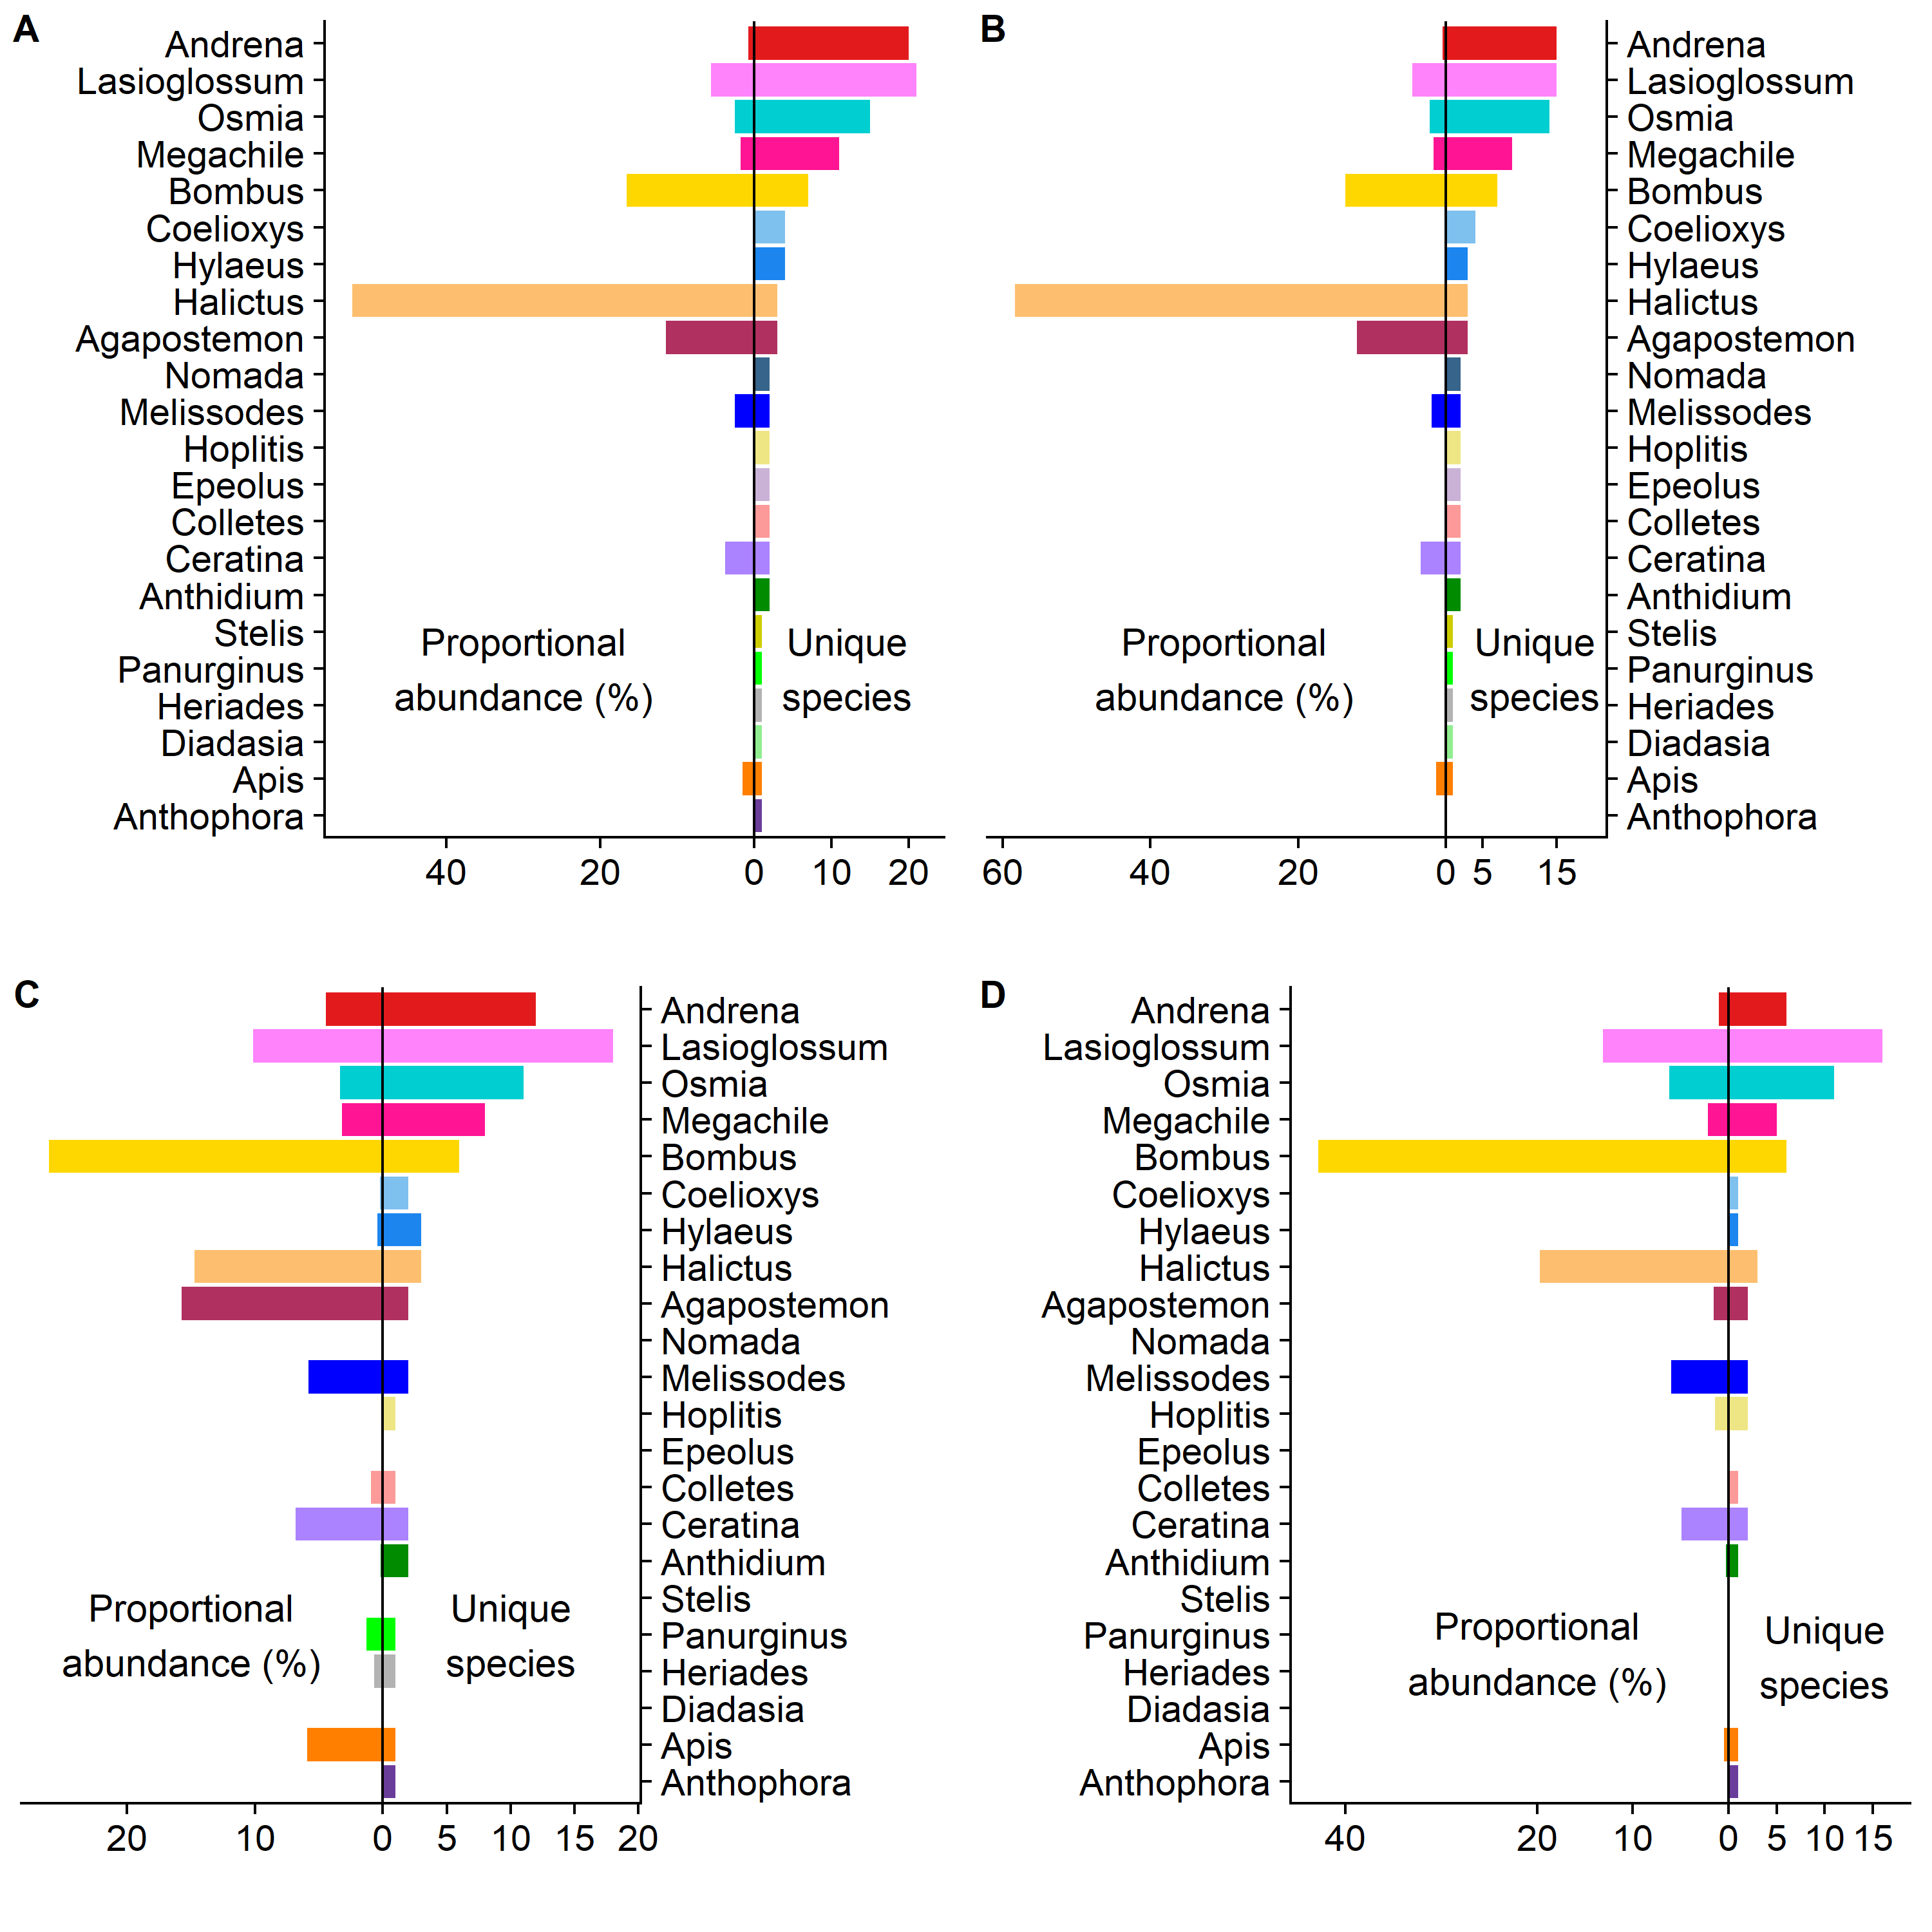 A
Andrena
Lasioglossum
Osmia
Megachile
Bombus
Coelioxys
Hylaeus
Halictus
Agapostemon
Nomada
Melissodes
Hoplitis
Epeolus
Colletes
Ceratina
Anthidium
Stelis
Panurginus
Heriades
Diadasia
Apis
Anthophora
Proportional
abundance (%)
Unique
species
40 20 0 10 20
B
Andrena
Lasioglossum
Osmia
Megachile
Bombus
Coelioxys
Hylaeus
Halictus
Agapostemon
Nomada
Melissodes
Hoplitis
Epeolus
Colletes
Ceratina
Anthidium
Stelis
Panurginus
Heriades
Diadasia
Apis
Anthophora
Proportional
abundance (%)
Unique
species
60 40 20 0 5 15
C
Andrena
Lasioglossum
Osmia
Megachile
Bombus
Coelioxys
Hylaeus
Halictus
Agapostemon
Nomada
Melissodes
Hoplitis
Epeolus
Colletes
Ceratina
Anthidium
Stelis
Panurginus
Heriades
Diadasia
Apis
Anthophora
Proportional
abundance (%)
Unique
species
20 10 0 5 10 15 20
D
Andrena
Lasioglossum
Osmia
Megachile
Bombus
Coelioxys
Hylaeus
Halictus
Agapostemon
Nomada
Melissodes
Hoplitis
Epeolus
Colletes
Ceratina
Anthidium
Stelis
Panurginus
Heriades
Diadasia
Apis
Anthophora
Proportional
abundance (%)
Unique
species
40 20 10 0 5 10 15